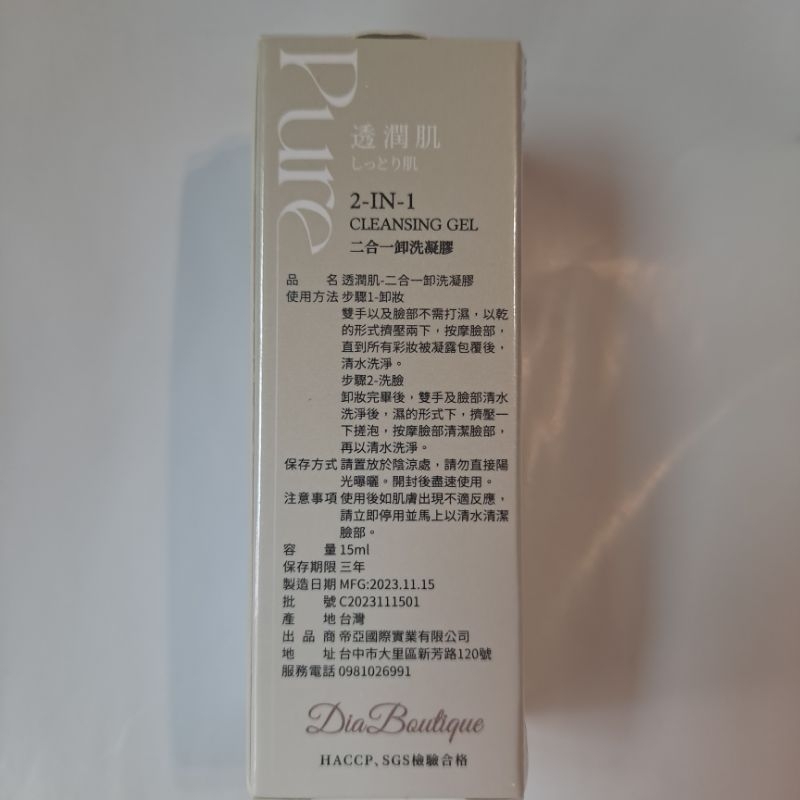 Pure
透潤肌
しっとり肌
2-IN-1
CLEANSING GEL
二合一卸洗凝膠
品名 透潤肌-二合一卸洗凝膠
使用方法 步驟1-卸妝
雙手以及臉部不需打濕，以乾
的形式擠壓兩下，按摩臉部，
直到所有彩妝被凝露包覆後，
清水洗淨。
步驟2-洗臉
卸妝完畢後，雙手及臉部清水
洗淨後，濕的形式下，擠壓一
下搓泡，按摩臉部清潔臉部，
再以清水洗淨。
保存方式 請置放於陰涼處，請勿直接陽
光曝曬。開封後盡速使用。
注意事項 使用後如肌膚出現不適反應，
請立即停用並馬上以清水清潔
臉部。
容量 15ml
保存期限 三年
製造日期 MFG:2023.11.15
批號 C2023111501
產地 台灣
出品商 帝亞國際實業有限公司
地址 台中市大里區新芳路120號
服務電話 0981026991
DiaBoutique
HACCP、SGS檢驗合格